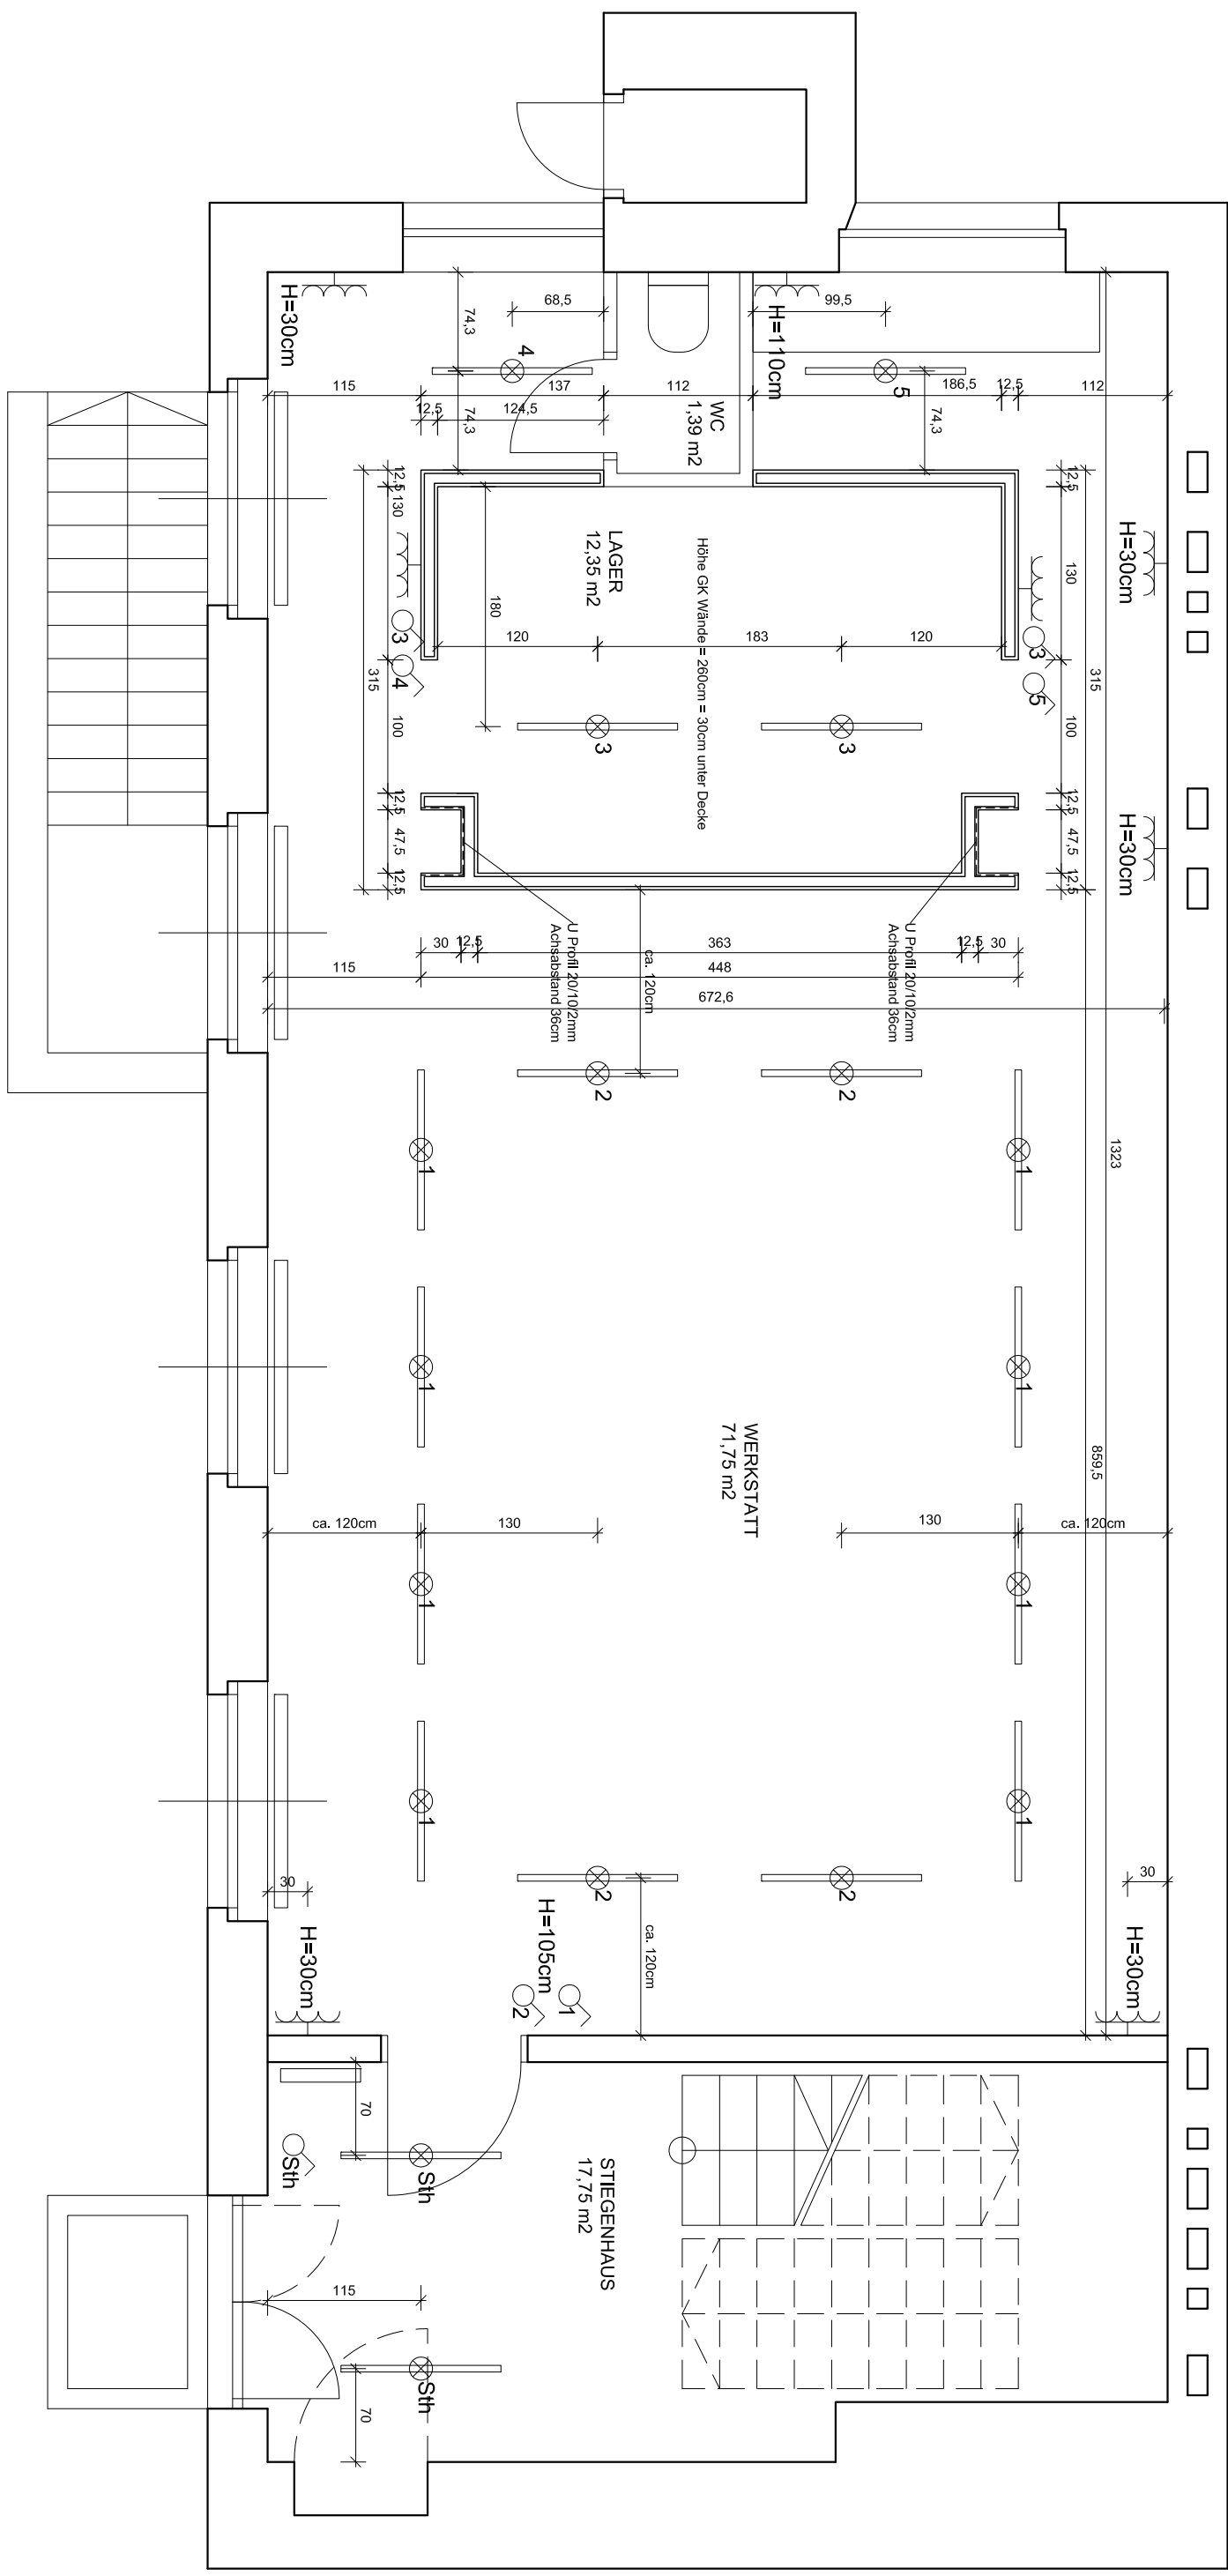 68,5
99,5
74,3
H=30cm
H=110cm
4
5
115
137
112
186,5
12,5
112
12,5
124,5
74,3
74,3
WC
1,39 m2
12,5
130
12,5
130
315
315
H=30cm
LAGER
12,35 m2
Höhe GK Wände = 260cm = 30cm unter Decke
180
120
183
120
3
4
3
5
3
3
100
100
12,5
47,5
12,5
12,5
47,5
12,5
H=30cm
U Profil 20/10/2mm
Achsabstand 36cm
U Profil 20/10/2mm
Achsabstand 36cm
30
12,5
363
12,5
30
ca. 120cm
115
448
672,6
2
2
1
1
1323
1
1
WERKSTATT
71,75 m2
859,5
ca. 120cm
130
130
ca. 120cm
1
1
1
1
30
2
2
30
H=105cm
ca. 120cm
H=30cm
H=30cm
2
1
70
Sth
Sth
STIEGENHAUS
17,75 m2
115
Sth
70